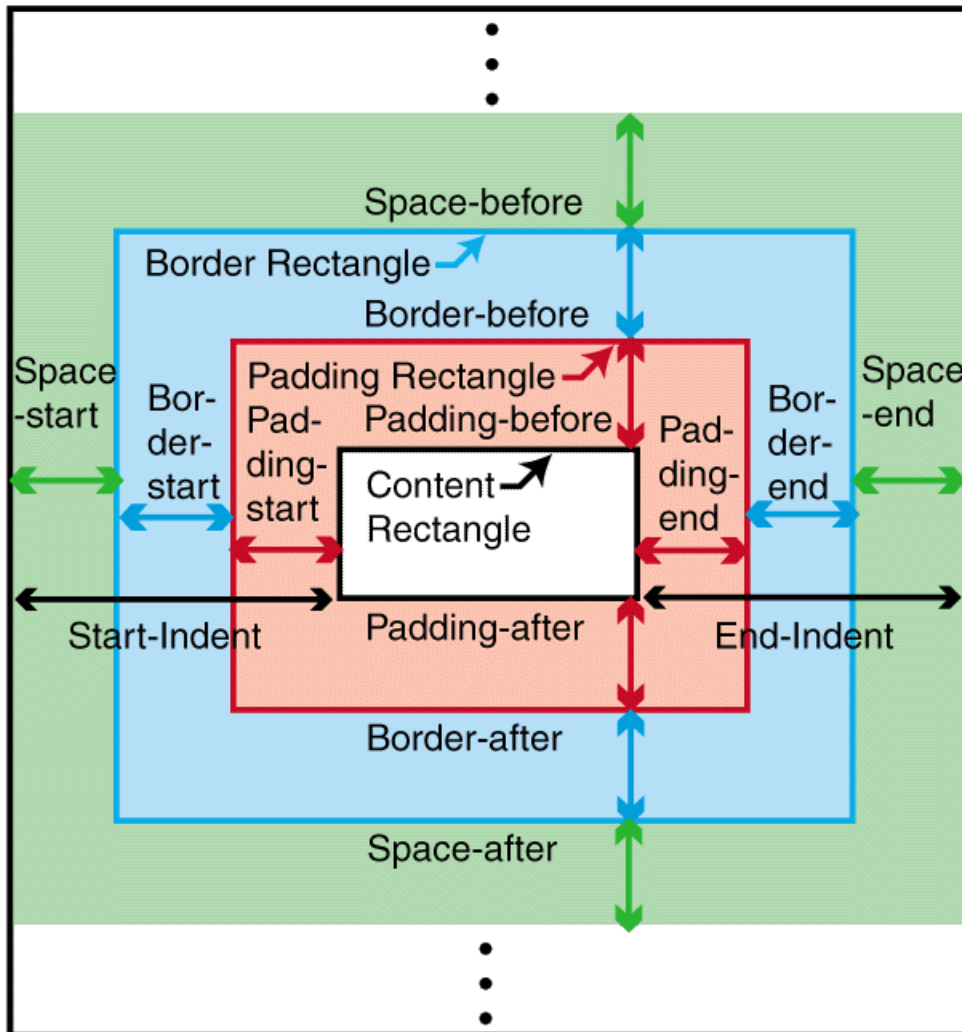 Space-before
Border Rectangle
Border-before
Space
-start
Bor-
der-
start
Padding Rectangle
Padding-before
Pad-
ding-
start
Content
Rectangle
Pad-
ding-
end
Bor-
der-
end
Space
-end
Start-Indent
Padding-after
End-Indent
Border-after
Space-after